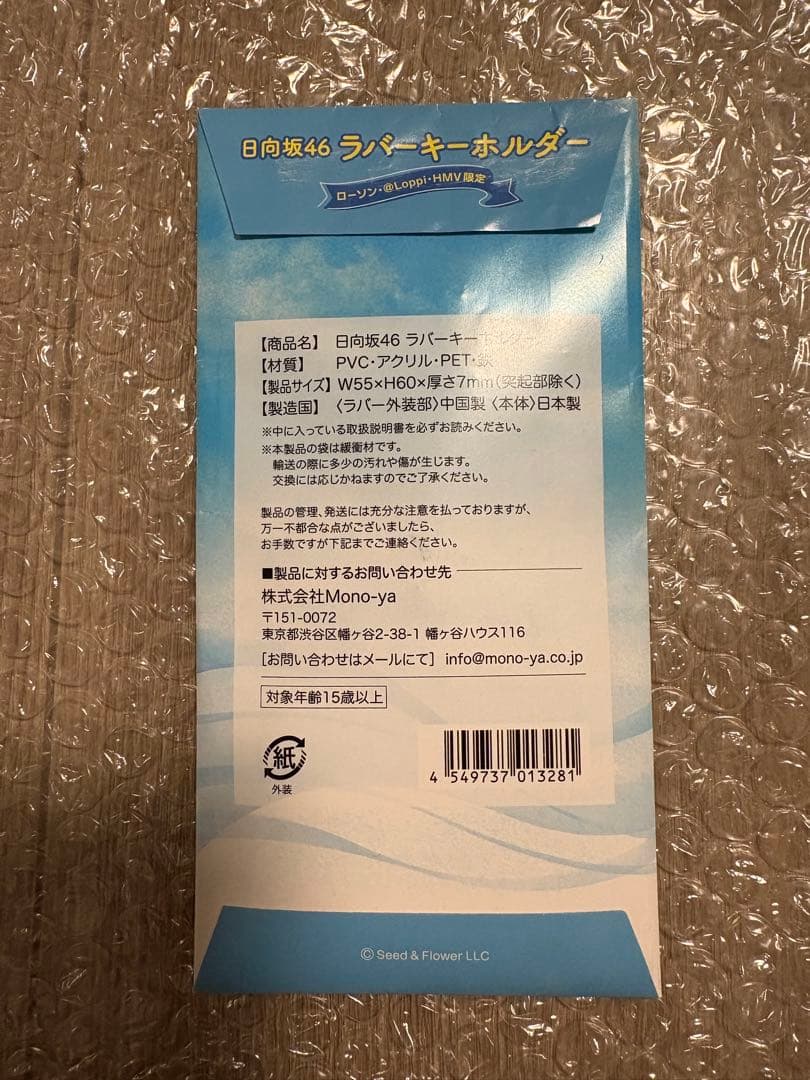 日向坂46 ラバーキーホルダー
ローソン・@Loppi・HMV限定
【商品名】 日向坂46 ラバーキーホルダー
【材質】 PVC・アクリル・PET・鉄
【製品サイズ】 W55×H60×厚さ7mm(突起部除く)
【製造国】 〈ラバー外装部〉中国製 〈本体〉日本製
※中に入っている取扱説明書を必ずお読みください。
※本製品の袋は緩衝材です。
輸送の際に多少の汚れや傷が生じます。
交換には応じかねますのでご了承ください。
製品の管理、発送には充分な注意を払っておりますが、
万一不都合な点がございましたら、
お手数ですが下記までご連絡ください。
■製品に対するお問い合わせ先
株式会社Mono-ya
〒151-0072
東京都渋谷区幡ヶ谷2-38-1 幡ヶ谷ハウス116
[お問い合わせはメールにて] info@mono-ya.co.jp
対象年齢15歳以上
紙
外装
4 549737 013281
© Seed & Flower LLC